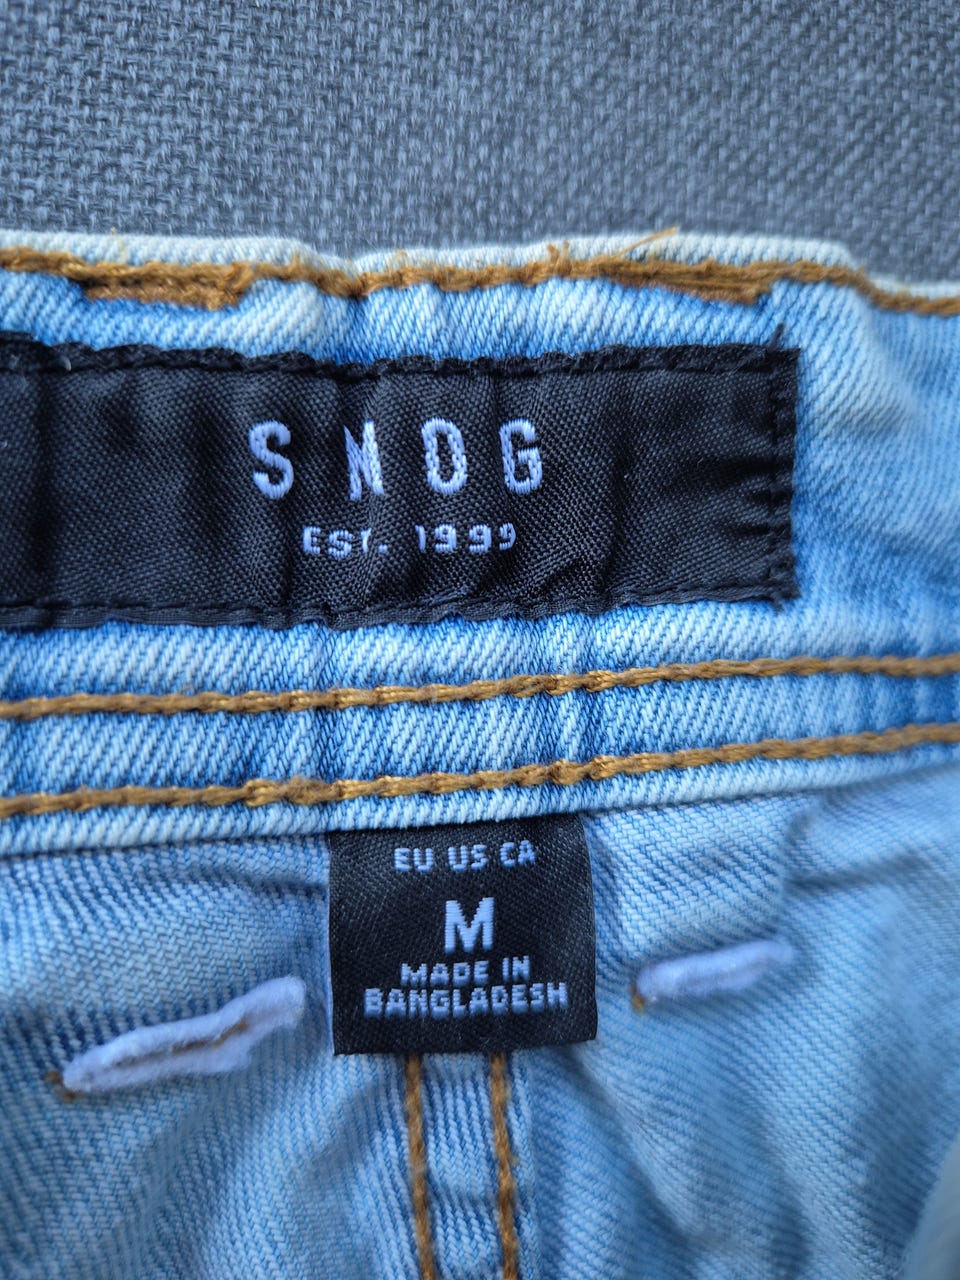 SNOG
EST. 1999
EU US CA
M
MADE IN
BANGLADESH